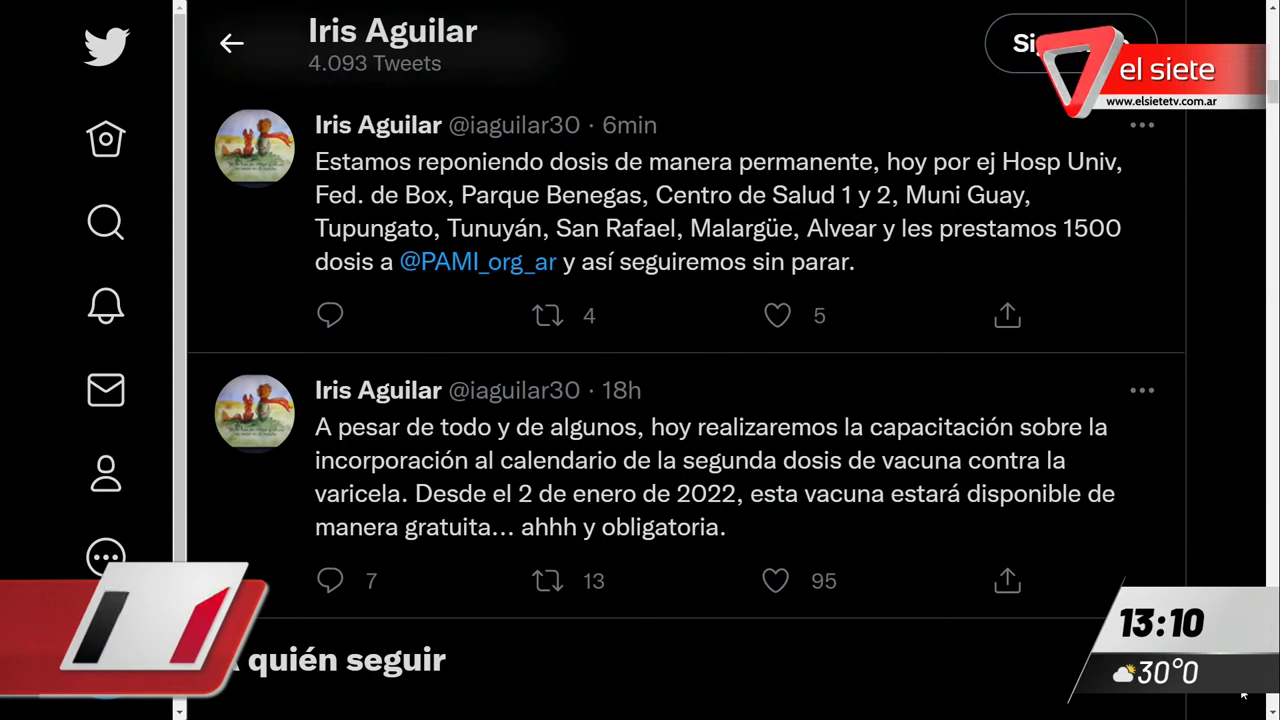 Iris Aguilar
4.093 Tweets
el siete
www.elsietetv.com.ar
Iris Aguilar @iaguilar30 · 6min
Estamos reponiendo dosis de manera permanente, hoy por ej Hosp Univ,
Fed. de Box, Parque Benegas, Centro de Salud 1 y 2, Muni Guay,
Tupungato, Tunuyán, San Rafael, Malargüe, Alvear y les prestamos 1500
dosis a @PAMI_org_ar y así seguiremos sin parar.
4 5
Iris Aguilar @iaguilar30 · 18h
A pesar de todo y de algunos, hoy realizaremos la capacitación sobre la
incorporación al calendario de la segunda dosis de vacuna contra la
varicela. Desde el 2 de enero de 2022, esta vacuna estará disponible de
manera gratuita... ahhh y obligatoria.
7 13 95
quién seguir
13:10
30°0